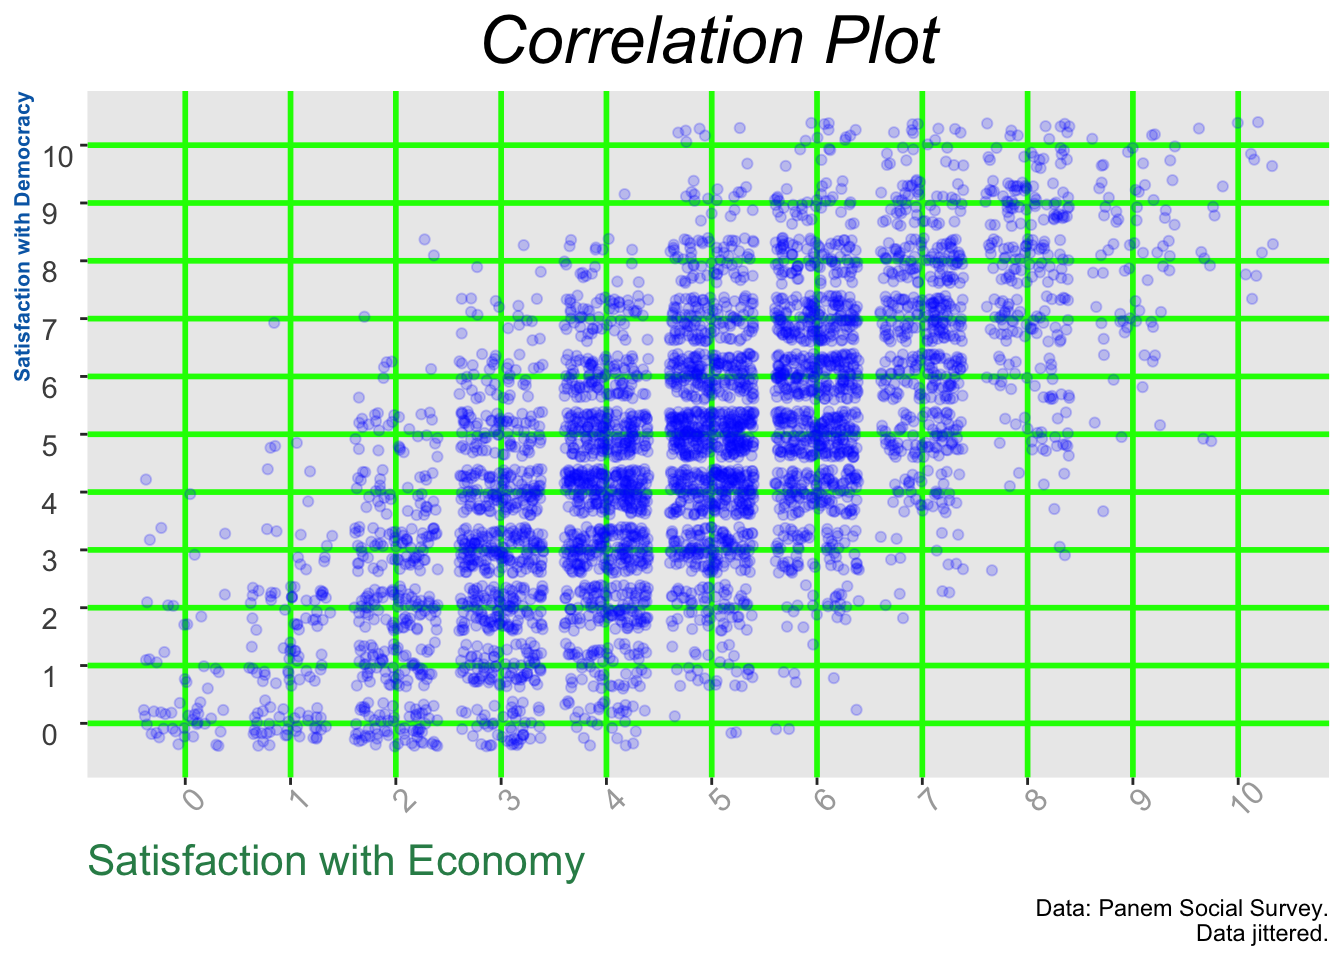 Correlation Plot
Satisfaction with Democracy
10
9
8
7
6
5
4
3
2
1
0
0 1 2 3 4 5 6 7 8 9 10
Satisfaction with Economy
Data: Panem Social Survey.
Data jittered.